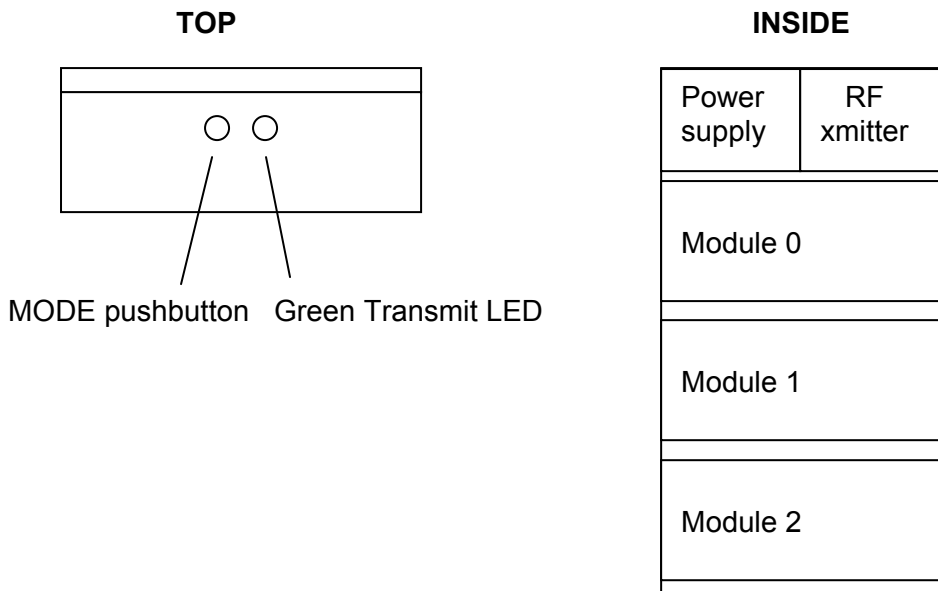 TOP
MODE pushbutton Green Transmit LED
INSIDE
Power
supply
RF
xmitter
Module 0
Module 1
Module 2